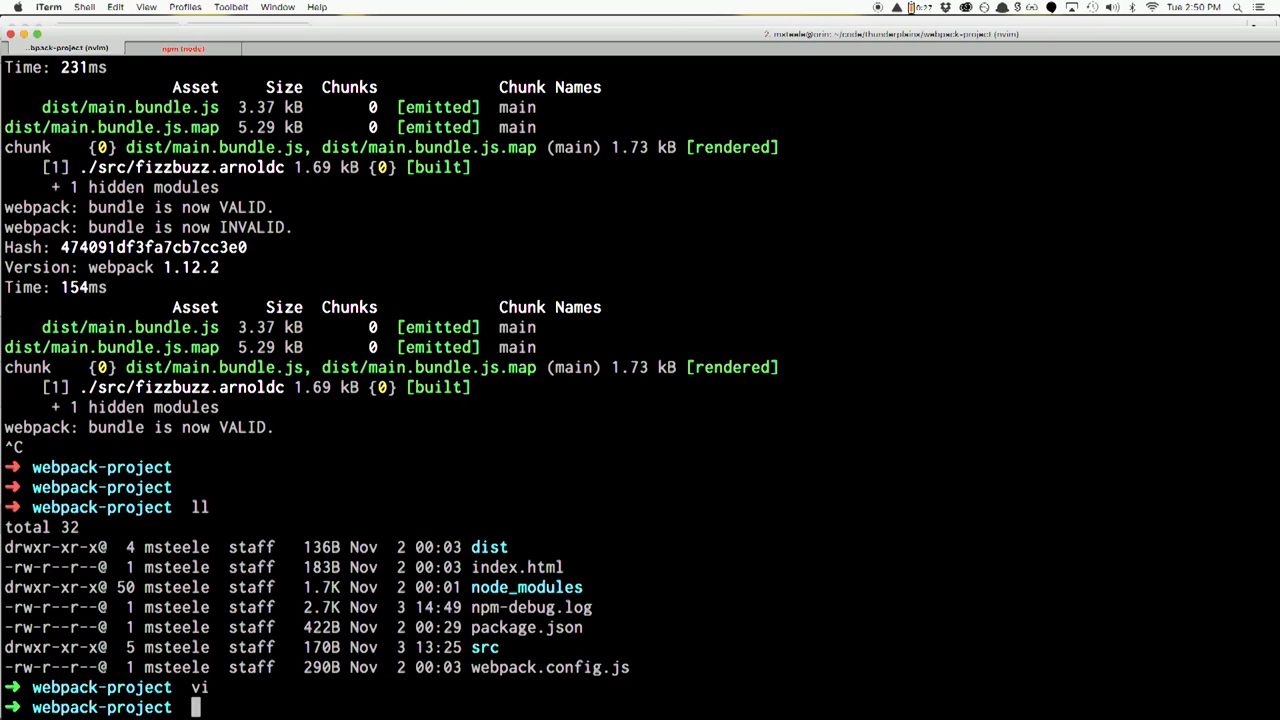 iTerm Shell Edit View Profiles Toolbelt Window Help Tue 2:50 PM
2. msteele@orin: ~/code/thunderplains/webpack-project (nvim)
..bpack-project (nvim) npm (node)
Time: 231ms
Asset Size Chunks Chunk Names
dist/main.bundle.js 3.37 kB 0 [emitted] main
dist/main.bundle.js.map 5.29 kB 0 [emitted] main
chunk {0} dist/main.bundle.js, dist/main.bundle.js.map (main) 1.73 kB [rendered]
[1] ./src/fizzbuzz.arnoldc 1.69 kB {0} [built]
+ 1 hidden modules
webpack: bundle is now VALID.
webpack: bundle is now INVALID.
Hash: 474091df3fa7cb7cc3e0
Version: webpack 1.12.2
Time: 154ms
Asset Size Chunks Chunk Names
dist/main.bundle.js 3.37 kB 0 [emitted] main
dist/main.bundle.js.map 5.29 kB 0 [emitted] main
chunk {0} dist/main.bundle.js, dist/main.bundle.js.map (main) 1.73 kB [rendered]
[1] ./src/fizzbuzz.arnoldc 1.69 kB {0} [built]
+ 1 hidden modules
webpack: bundle is now VALID.
^C
➜ webpack-project
➜ webpack-project
➜ webpack-project ll
total 32
drwxr-xr-x@ 4 msteele staff 136B Nov 2 00:03 dist
-rw-r--r--@ 1 msteele staff 183B Nov 2 00:03 index.html
drwxr-xr-x@ 50 msteele staff 1.7K Nov 2 00:01 node_modules
-rw-r--r--@ 1 msteele staff 2.7K Nov 3 14:49 npm-debug.log
-rw-r--r--@ 1 msteele staff 422B Nov 2 00:29 package.json
drwxr-xr-x@ 5 msteele staff 170B Nov 3 13:25 src
-rw-r--r--@ 1 msteele staff 290B Nov 2 00:03 webpack.config.js
➜ webpack-project vi
➜ webpack-project